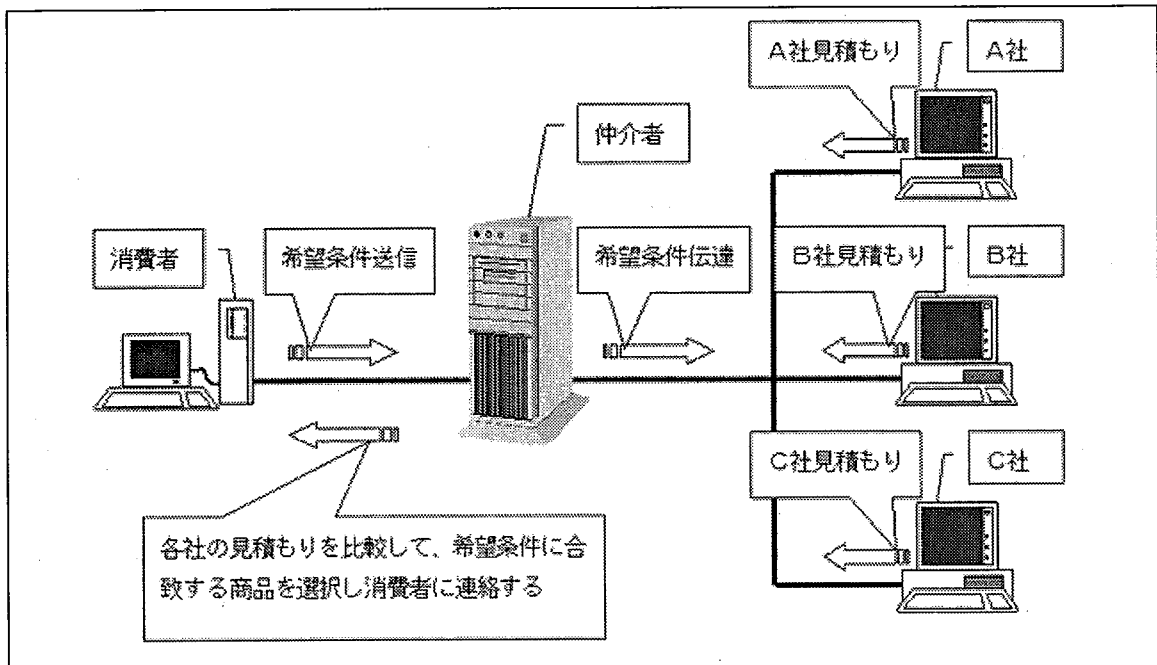 A社見積もり
A社
仲介者
消費者
希望条件送信
希望条件伝達
B社見積もり
B社
C社見積もり
C社
各社の見積もりを比較して、希望条件に合
致する商品を選択し消費者に連絡する